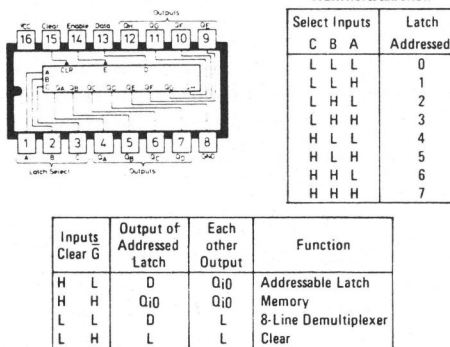 Outputs
VCC Clear Enable Data QH QG QF QE
16 15 14 13 12 11 10 9
CLR E D
A
B
C QA QB QC QD QE QF QG
1 2 3 4 5 6 7 8
A B C QA QB QC QD GND
Latch Select Outputs
Select Inputs Latch
C B A Addressed
L L L 0
L L H 1
L H L 2
L H H 3
H L L 4
H L H 5
H H L 6
H H H 7
Inputs Output of Each
Clear G̅ Addressed other Function
Latch Output
H L D Qi0 Addressable Latch
H H Qi0 Qi0 Memory
L L D L 8-Line Demultiplexer
L H L L Clear